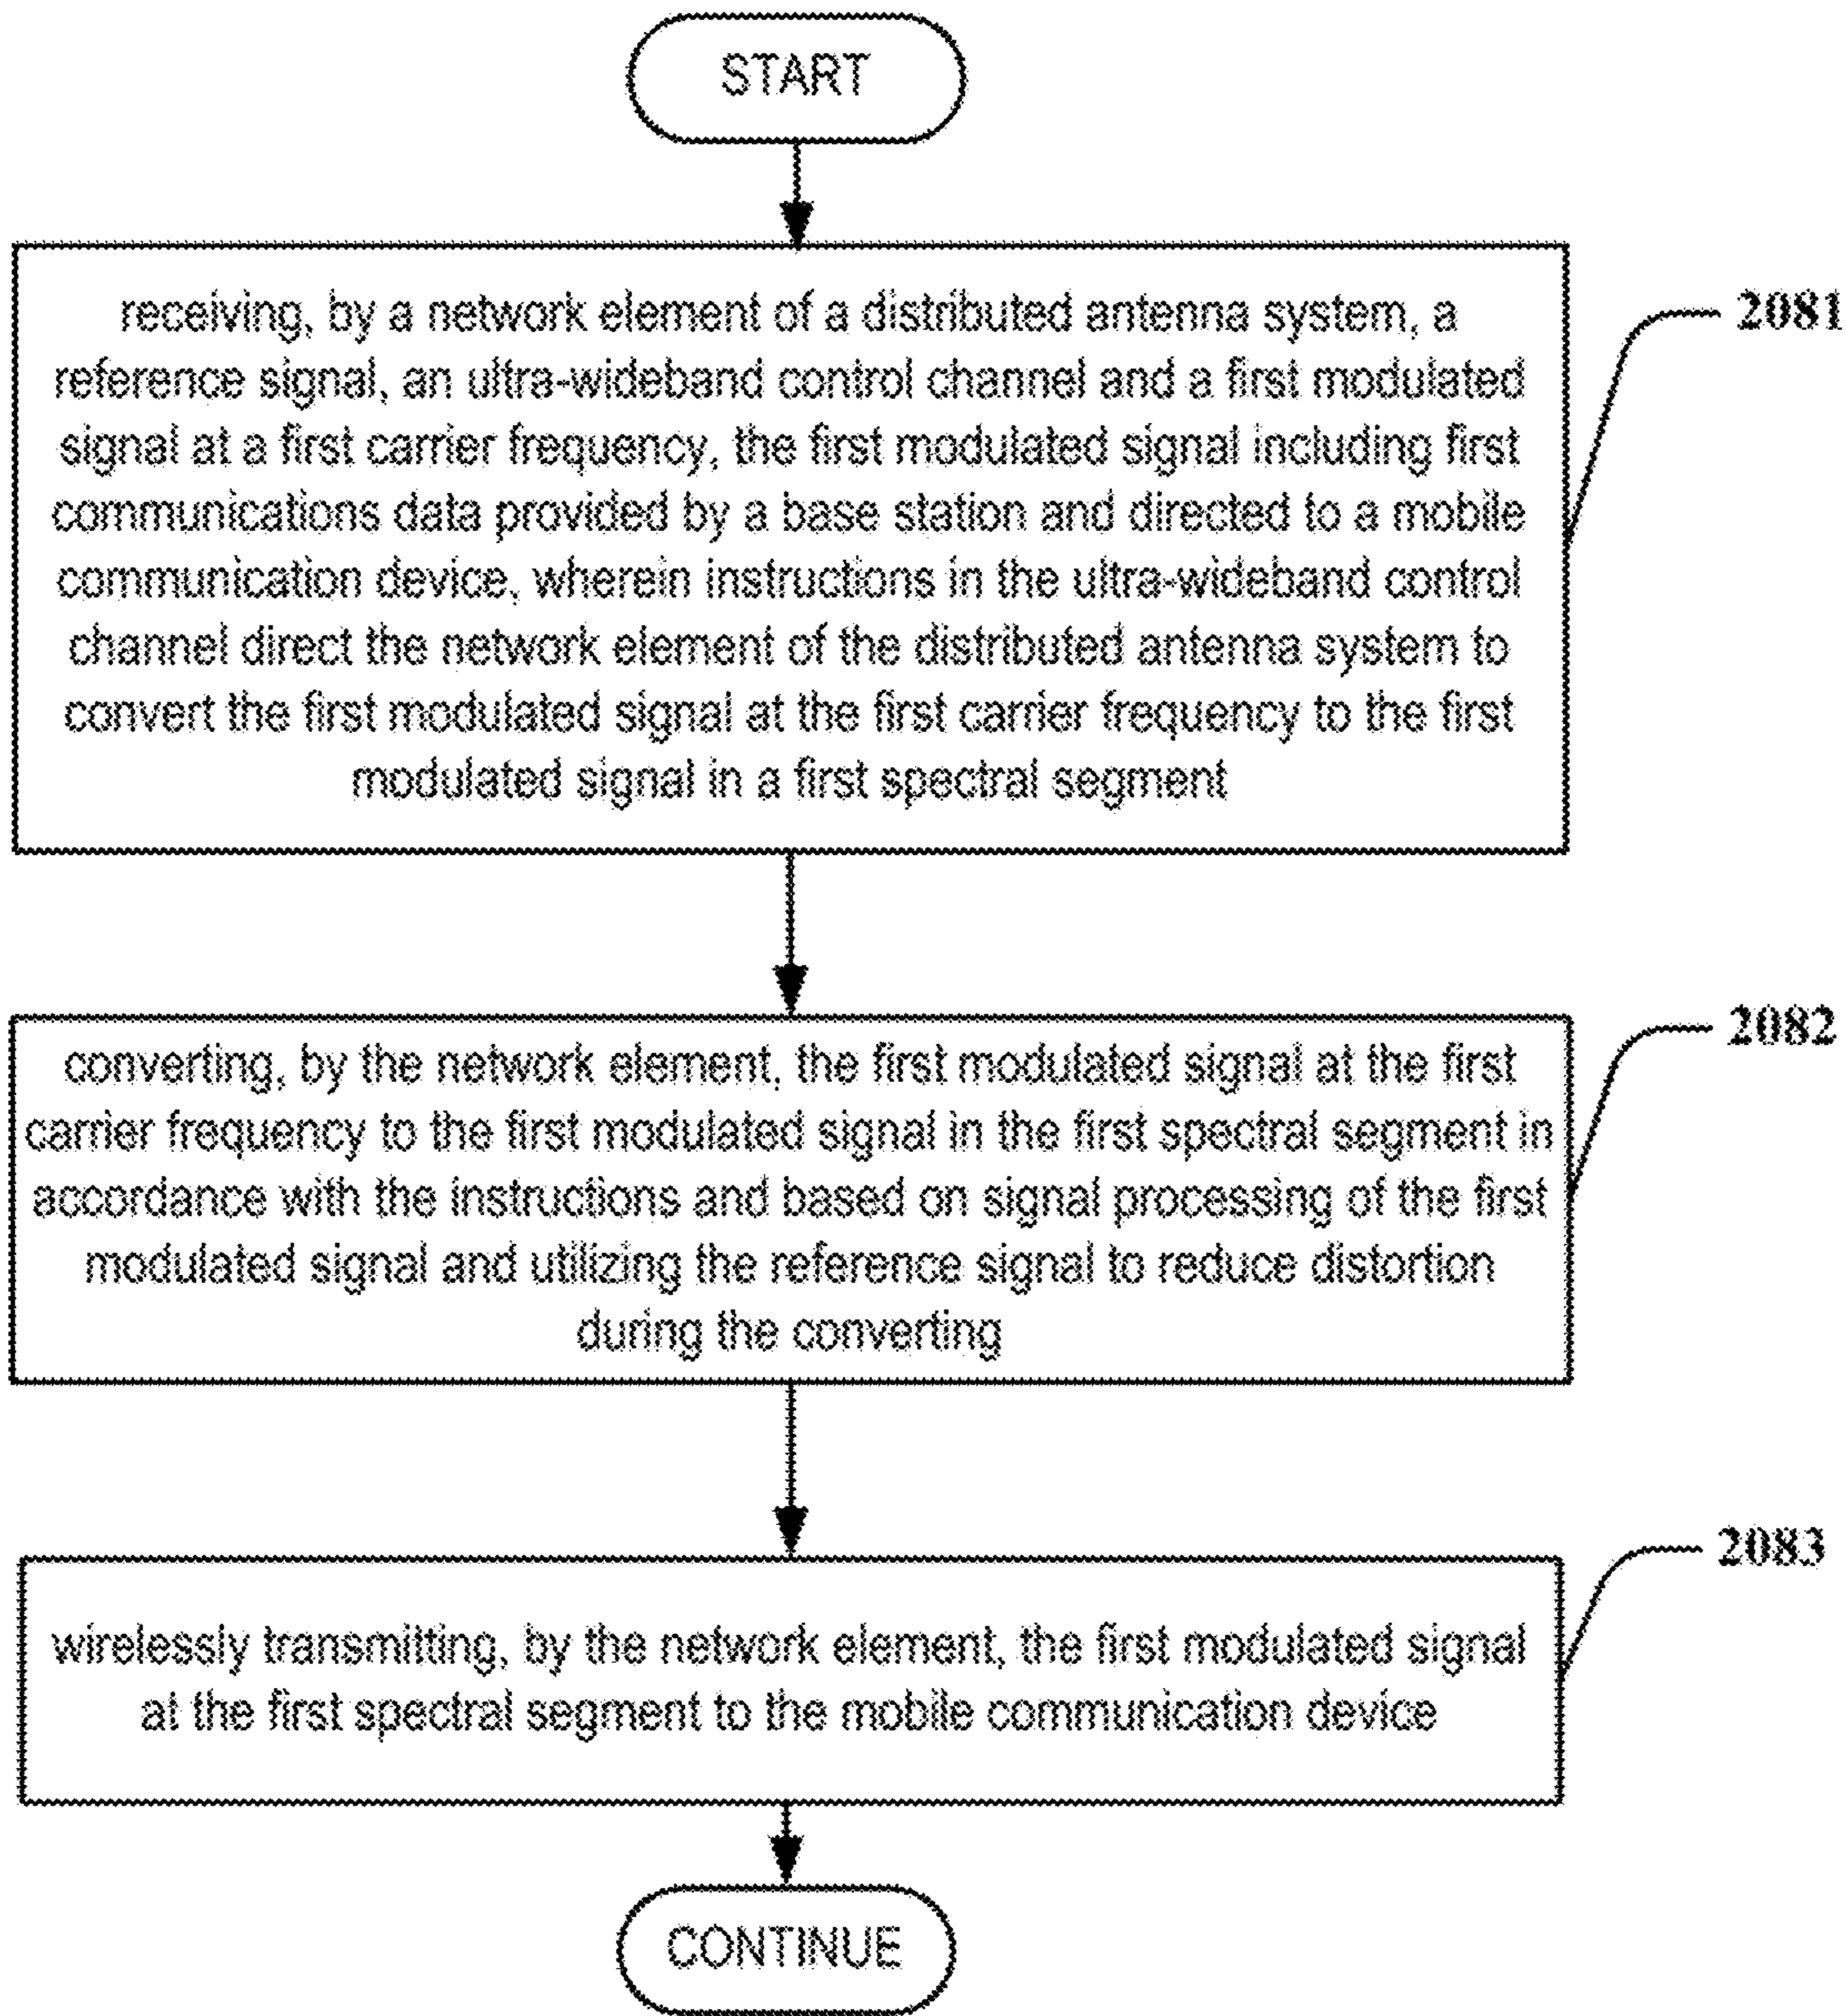 START
receiving, by a network element of a distributed antenna system, a
reference signal, an ultra-wideband control channel and a first modulated
signal at a first carrier frequency, the first modulated signal including first
communications data provided by a base station and directed to a mobile
communication device, wherein instructions in the ultra-wideband control
channel direct the network element of the distributed antenna system to
convert the first modulated signal at the first carrier frequency to the first
modulated signal in a first spectral segment
2081
converting, by the network element, the first modulated signal at the first
carrier frequency to the first modulated signal in the first spectral segment in
accordance with the instructions and based on signal processing of the first
modulated signal and utilizing the reference signal to reduce distortion
during the converting
2082
wirelessly transmitting, by the network element, the first modulated signal
at the first spectral segment to the mobile communication device
2083
CONTINUE